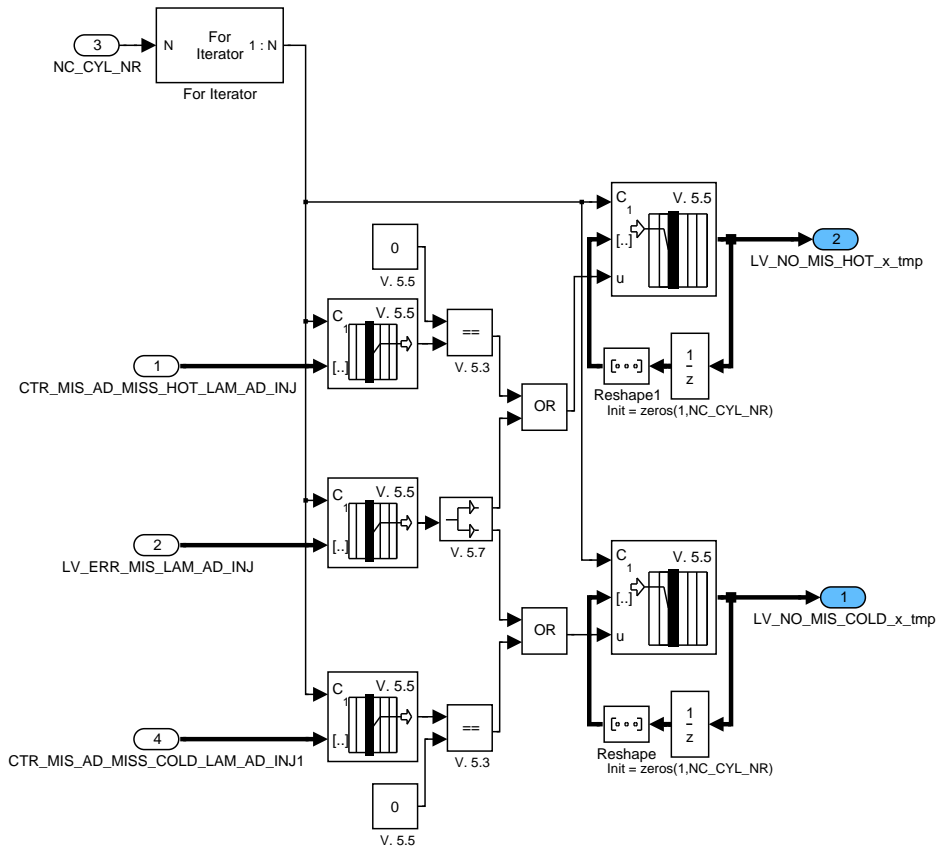 3
NC_CYL_NR
N
For
Iterator
1 : N
For Iterator
C
1
[..]
u
V. 5.5
2
LV_NO_MIS_HOT_x_tmp
0
V. 5.5
C
1
[..]
V. 5.5
==
V. 5.3
1
CTR_MIS_AD_MISS_HOT_LAM_AD_INJ
OR
Reshape1
1
z
Init = zeros(1,NC_CYL_NR)
C
1
[..]
V. 5.5
V. 5.7
2
LV_ERR_MIS_LAM_AD_INJ
C
1
[..]
u
V. 5.5
1
LV_NO_MIS_COLD_x_tmp
OR
C
1
[..]
V. 5.5
==
V. 5.3
4
CTR_MIS_AD_MISS_COLD_LAM_AD_INJ1
Reshape
1
z
Init = zeros(1,NC_CYL_NR)
0
V. 5.5